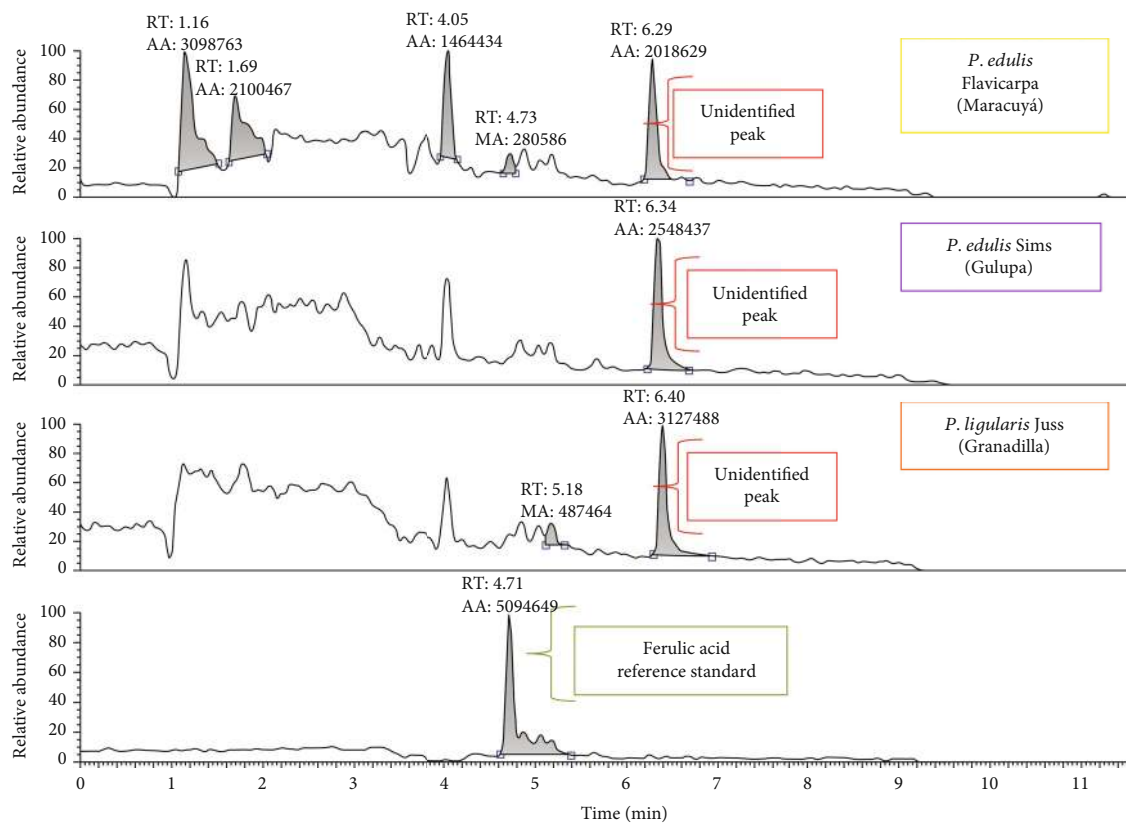 RT: 1.16
AA: 3098763
RT: 1.69
AA: 2100467
RT: 4.05
AA: 1464434
RT: 4.73
MA: 280586
RT: 6.29
AA: 2018629
Unidentified
peak
P. edulis
Flavicarpa
(Maracuyá)
Relative abundance
100
80
60
40
20
0
RT: 6.34
AA: 2548437
Unidentified
peak
P. edulis Sims
(Gulupa)
Relative abundance
100
80
60
40
20
0
RT: 6.40
AA: 3127488
RT: 5.18
MA: 487464
Unidentified
peak
P. ligularis Juss
(Granadilla)
Relative abundance
100
80
60
40
20
0
RT: 4.71
AA: 5094649
Ferulic acid
reference standard
Relative abundance
100
80
60
40
20
0
0 1 2 3 4 5 6 7 8 9 10 11
Time (min)